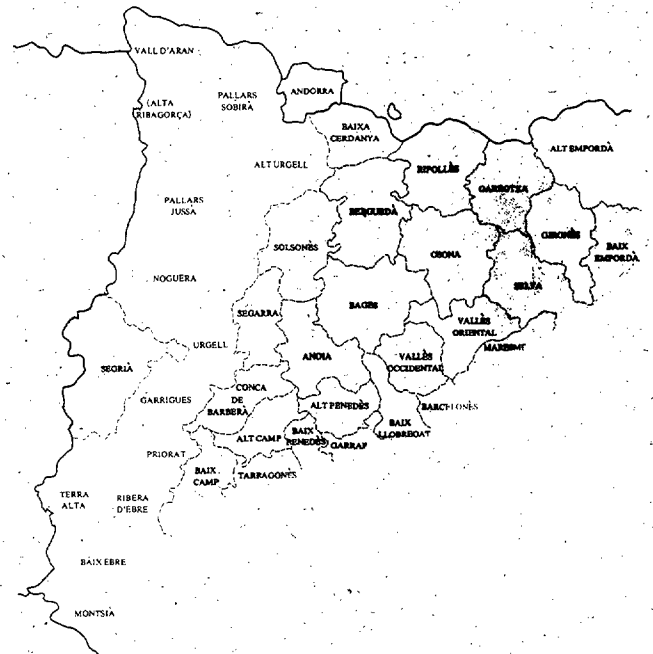 VALL D'ARAN
(ALTA
RIBAGORÇA)
PALLARS
SOBIRÀ
ANDORRA
BAIXA
CERDANYA
ALT URGELL
RIPOLLÈS
GARROTXA
ALT EMPORDÀ
PALLARS
JUSSA
BERGUEDÀ
SOLSONÈS
OSONA
GIRONÈS
BAIX
EMPORDÀ
NOGUERA
SELVA
SEGARRA
BAGES
VALLÈS
ORIENTAL
MARESME
URGELL
SEGRIÀ
ANOIA
VALLÈS
OCCIDENTAL
GARRIGUES
CONCA
DE
BARBERÀ
ALT PENEDÈS
BARCELONÈS
BAIX
LLOBREGAT
ALT CAMP
BAIX
PENEDÈS
GARRAF
PRIORAT
BAIX
CAMP
TARRAGONÈS
TERRA
ALTA
RIBERA
D'EBRE
BAIX EBRE
MONTSIÀ